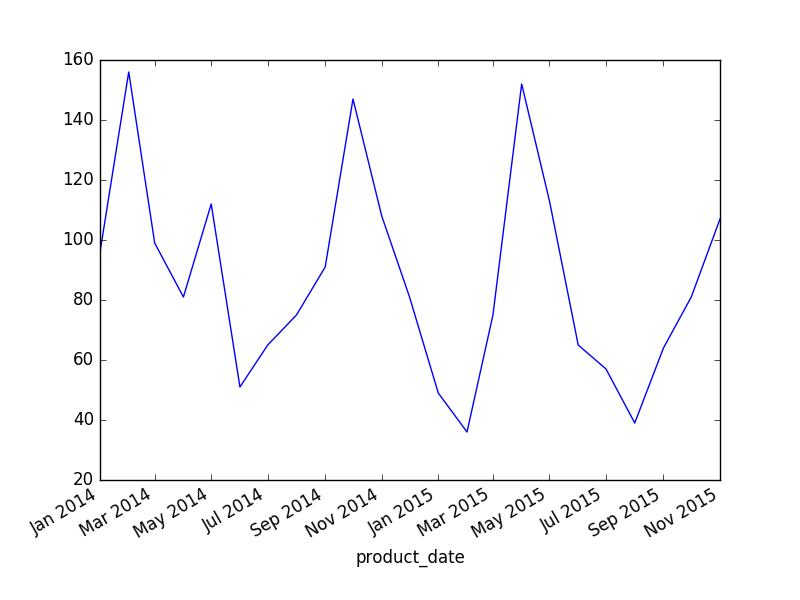 160
140
120
100
80
60
40
20
Jan 2014
Mar 2014
May 2014
Jul 2014
Sep 2014
Nov 2014
Jan 2015
Mar 2015
May 2015
Jul 2015
Sep 2015
Nov 2015
product_date